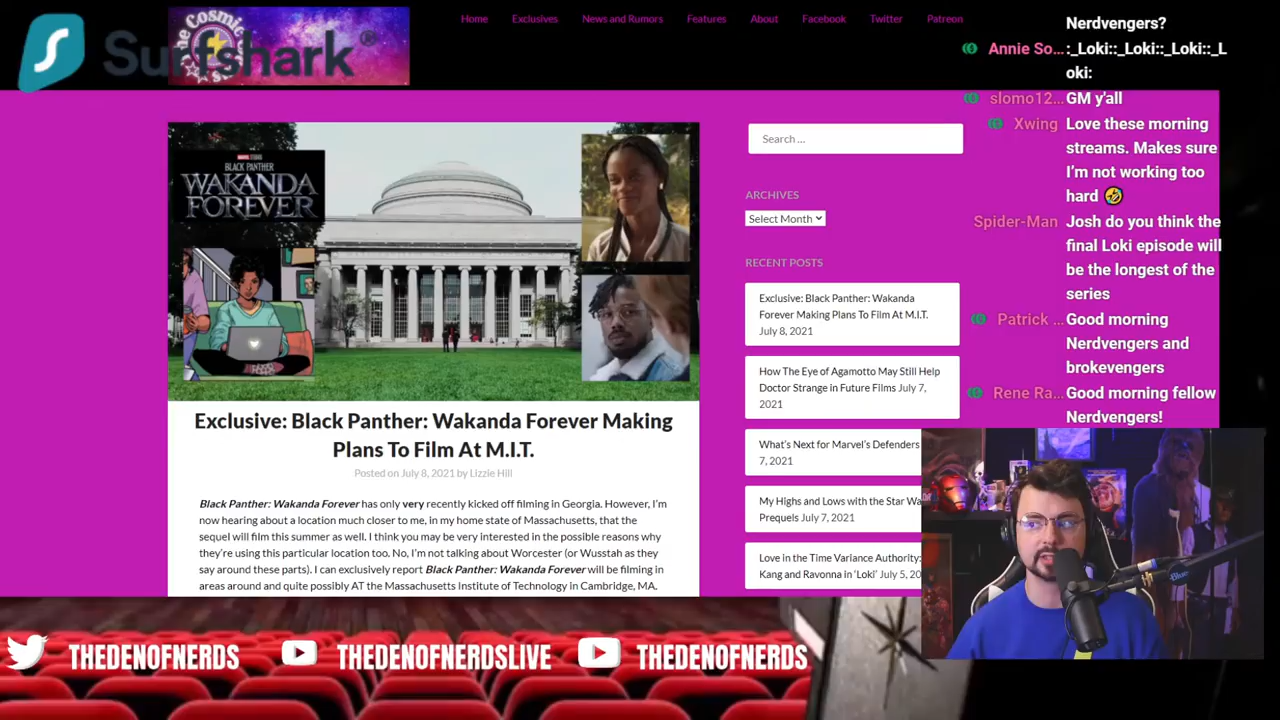 Surfshark®
The Cosmic
Home
Exclusives
News and Rumors
Features
About
Facebook
Twitter
Patreon
MARVEL STUDIOS
BLACK PANTHER
WAKANDA
FOREVER
Exclusive: Black Panther: Wakanda Forever Making
Plans To Film At M.I.T.
Posted on July 8, 2021 by Lizzie Hill
Black Panther: Wakanda Forever has only very recently kicked off filming in Georgia. However, I'm
now hearing about a location much closer to me, in my home state of Massachusetts, that the
sequel will film this summer as well. I think you may be very interested in the possible reasons why
they're using this particular location too. No, I'm not talking about Worcester (or Wusstah as they
say around these parts). I can exclusively report Black Panther: Wakanda Forever will be filming in
areas around and quite possibly AT the Massachusetts Institute of Technology in Cambridge, MA.
Search ...
ARCHIVES
Select Month
RECENT POSTS
Exclusive: Black Panther: Wakanda
Forever Making Plans To Film At M.I.T.
July 8, 2021
How The Eye of Agamotto May Still Help
Doctor Strange in Future Films July 7,
2021
What's Next for Marvel's Defenders
7, 2021
My Highs and Lows with the Star Wa
Prequels July 7, 2021
Love in the Time Variance Authority:
Kang and Ravonna in 'Loki' July 5, 20
Nerdvengers?
Annie So... :_Loki::_Loki::_Loki::_L
oki:
slomo12... GM y'all
Xwing Love these morning
streams. Makes sure
I'm not working too
hard 🤣
Spider-Man Josh do you think the
final Loki episode will
be the longest of the
series
Patrick ... Good morning
Nerdvengers and
brokevengers
Rene Ra... Good morning fellow
Nerdvengers!
Blue
THEDENOFNERDS
THEDENOFNERDSLIVE
THEDENOFNERDS